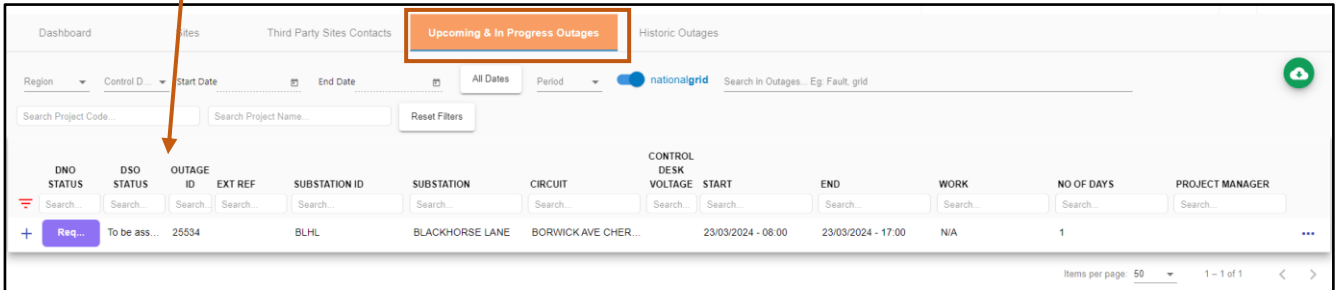 Dashboard Sites Third Party Sites Contacts Upcoming & In Progress Outages Historic Outages
Region Control D... Start Date End Date All Dates Period nationalgrid Search in Outages... Eg: Fault, grid
Search Project Code... Search Project Name... Reset Filters
DNO STATUS DSO STATUS OUTAGE ID EXT REF SUBSTATION ID SUBSTATION CIRCUIT CONTROL DESK VOLTAGE START END WORK NO OF DAYS PROJECT MANAGER
Search... Search... Search... Search... Search... Search... Search... Search... Search... Search... Search... Search... Search...
+ Req... To be ass... 25534 BLHL BLACKHORSE LANE BORWICK AVE CHER... 23/03/2024 - 08:00 23/03/2024 - 17:00 N/A 1 ...
Items per page: 50 1 – 1 of 1 < >